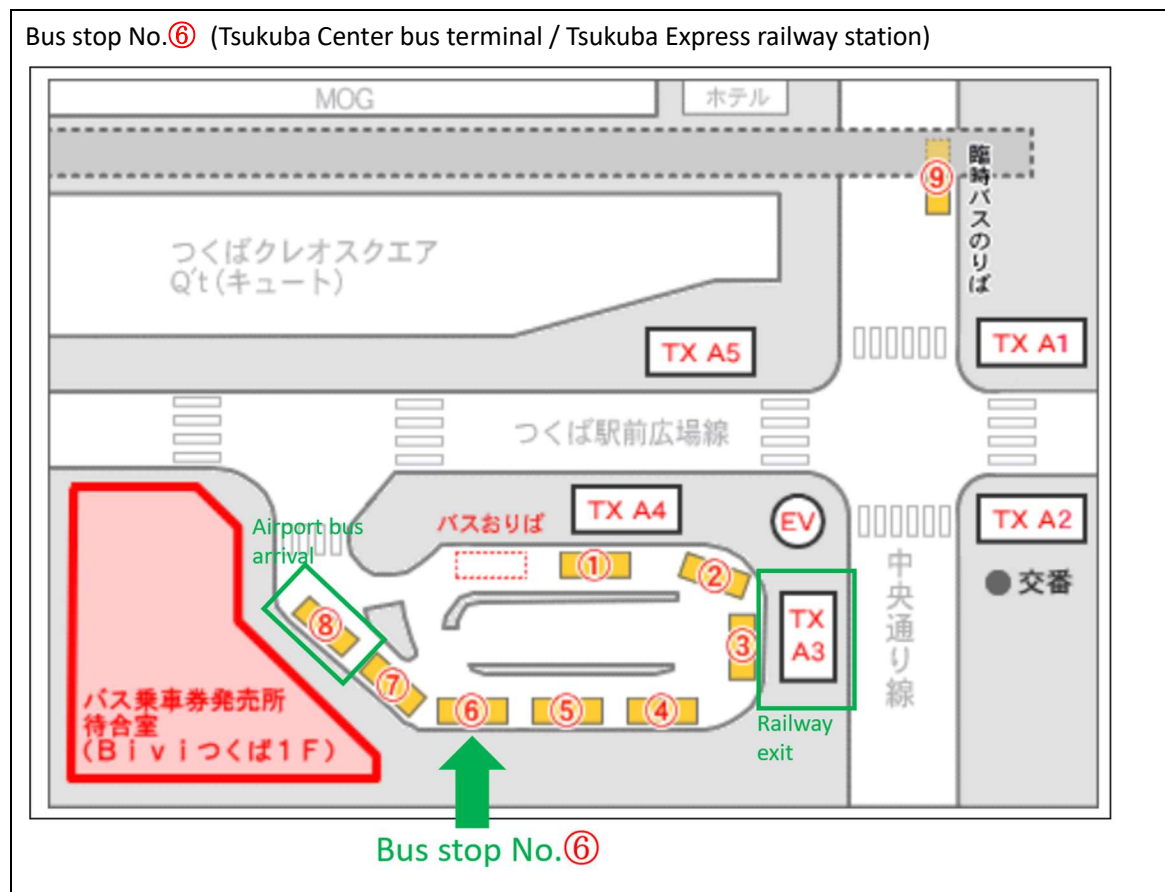 Bus stop No.⑥ (Tsukuba Center bus terminal / Tsukuba Express railway station)
MOG
ホテル
⑨
臨時バスのりば
つくばクレオスクエア
Q't(キュート)
TX A5
TX A1
つくば駅前広場線
バスおりば
TX A4
EV
TX A2
Airport bus
arrival
①
②
中央通り線
●交番
③
TX
A3
⑧
⑦
⑥
⑤
④
バス乗車券発売所
待合室
(Biviつくば1F)
Railway
exit
Bus stop No.⑥